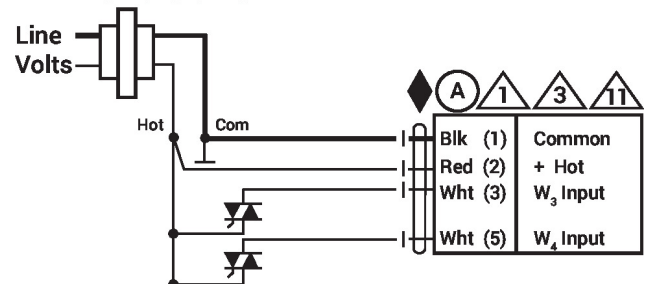 Line
Volts
A 1 3 11
Hot Com
Blk (1) Common
Red (2) + Hot
Wht (3) W₃ Input
Wht (5) W₄ Input